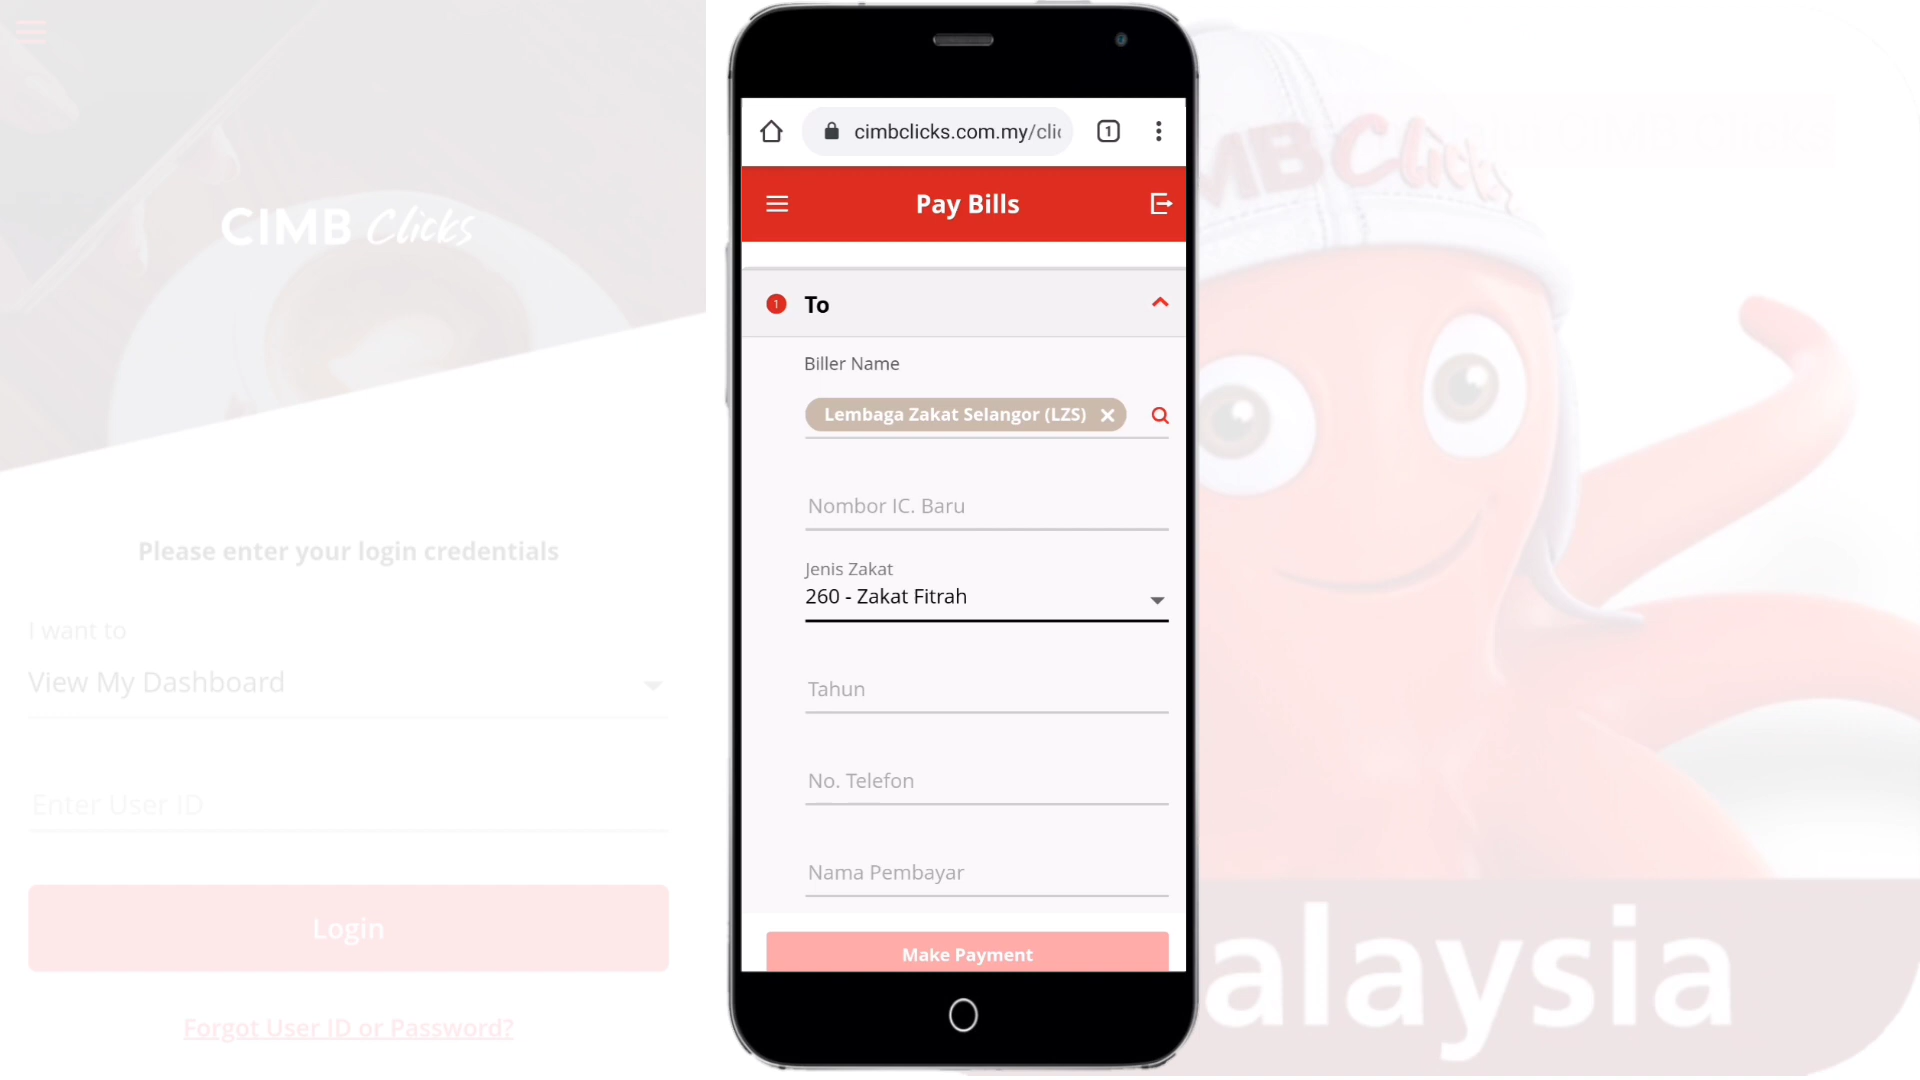 CIMB Clicks
Please enter your login credentials
I want to
View My Dashboard
Enter User ID
Login
Forgot User ID or Password?
1
cimbclicks.com.my/clic
Pay Bills
1
To
Biller Name
Lembaga Zakat Selangor (LZS)
Nombor IC. Baru
Jenis Zakat
260 - Zakat Fitrah
Tahun
No. Telefon
Nama Pembayar
Make Payment
MB Clicks
alaysia